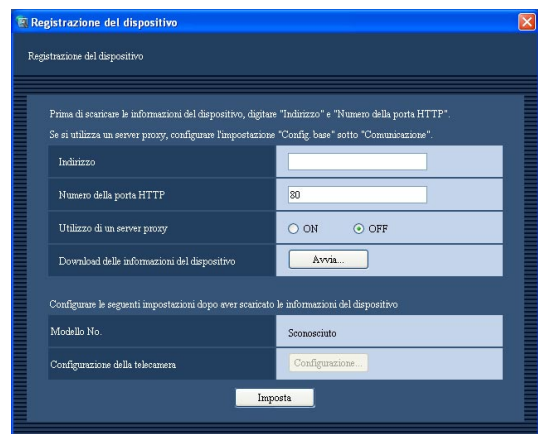 Registrazione del dispositivo
Registrazione del dispositivo
Prima di scaricare le informazioni del dispositivo, digitare "Indirizzo" e "Numero della porta HTTP".
Se si utilizza un server proxy, configurare l'impostazione "Config. base" sotto "Comunicazione".
Indirizzo
Numero della porta HTTP 80
Utilizzo di un server proxy ON OFF
Download delle informazioni del dispositivo Avvia...
Configurare le seguenti impostazioni dopo aver scaricato le informazioni del dispositivo
Modello No. Sconosciuto
Configurazione della telecamera Configurazione...
Imposta